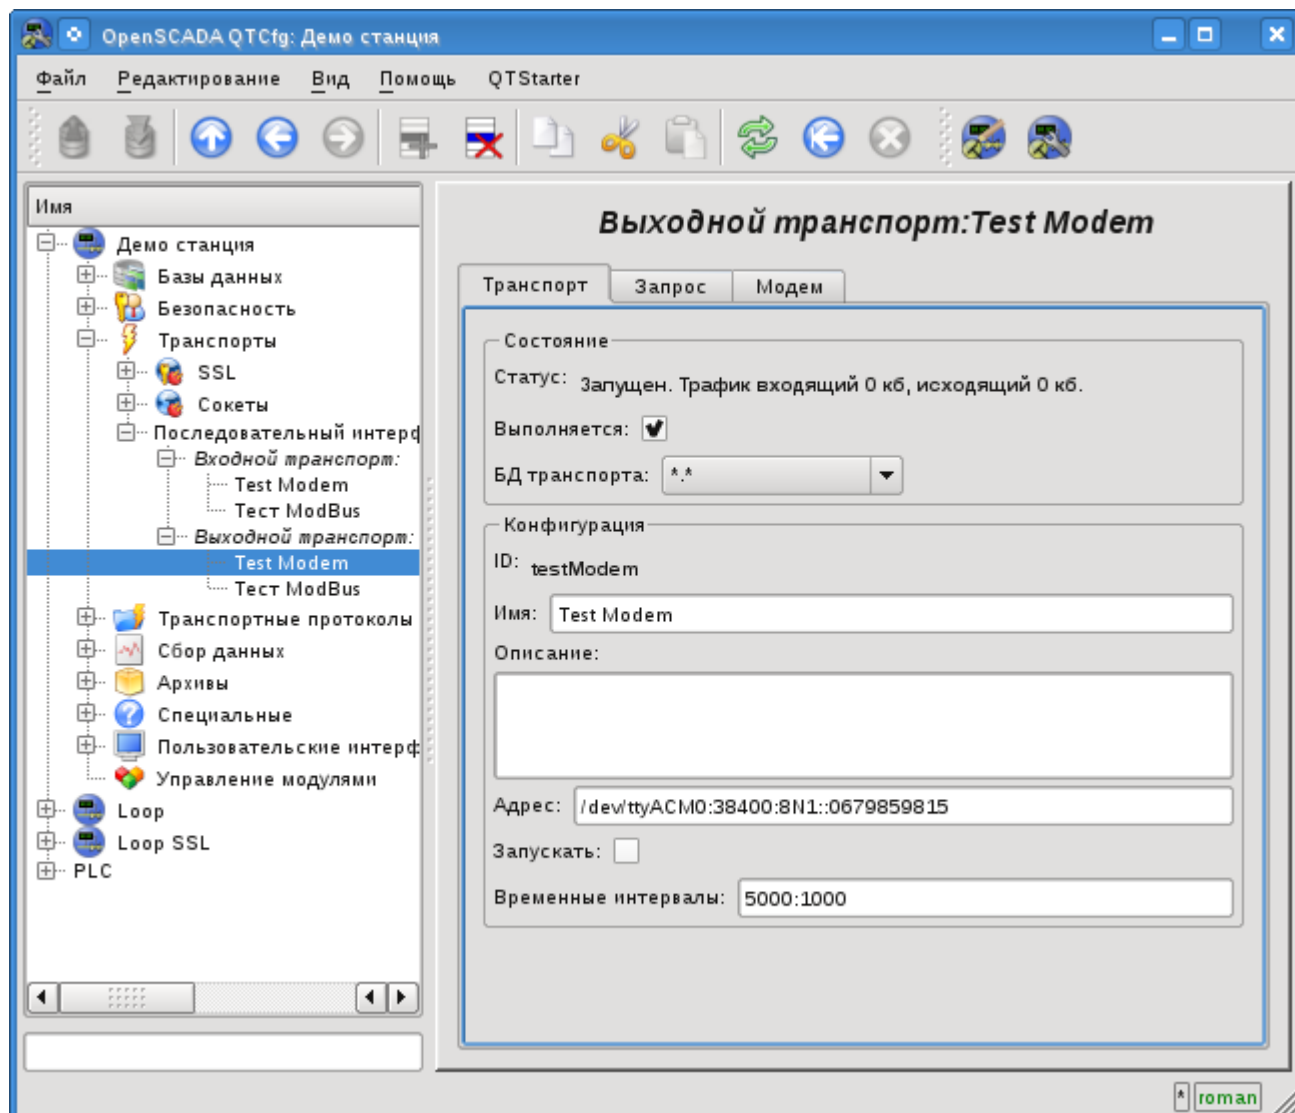 OpenSCADA QTCfg: Демо станция
Файл Редактирование Вид Помощь QTStarter
Имя
Демо станция
Базы данных
Безопасность
Транспорты
SSL
Сокеты
Последовательный интерф
Входной транспорт:
Test Modem
Тест ModBus
Выходной транспорт:
Test Modem
Тест ModBus
Транспортные протоколы
Сбор данных
Архивы
Специальные
Пользовательские интерф
Управление модулями
Loop
Loop SSL
PLC
Выходной транспорт:Test Modem
Транспорт Запрос Модем
Состояние
Статус: Запущен. Трафик входящий 0 кб, исходящий 0 кб.
Выполняется:
БД транспорта: *.*
Конфигурация
ID: testModem
Имя: Test Modem
Описание:
Адрес: /dev/ttyACM0:38400:8N1::0679859815
Запускать:
Временные интервалы: 5000:1000
* roman